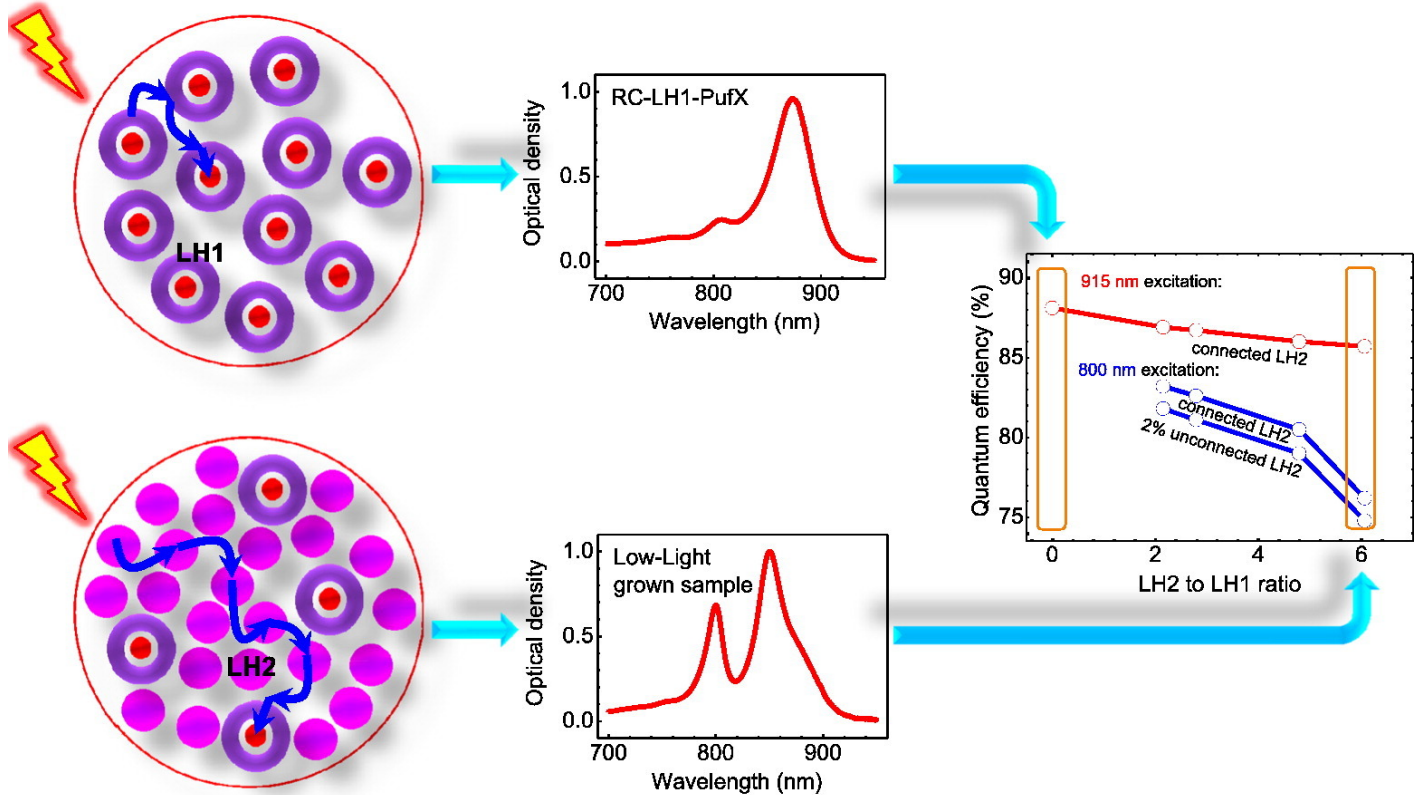 LH1
RC-LH1-PufX
Optical density
1.0
0.5
0.0
700
800
900
Wavelength (nm)
LH2
Low-Light
grown sample
Optical density
1.0
0.5
0.0
700
800
900
Wavelength (nm)
Quantum efficiency (%)
90
85
80
75
915 nm excitation:
connected LH2
800 nm excitation:
connected LH2
2% unconnected LH2
0
2
4
6
LH2 to LH1 ratio